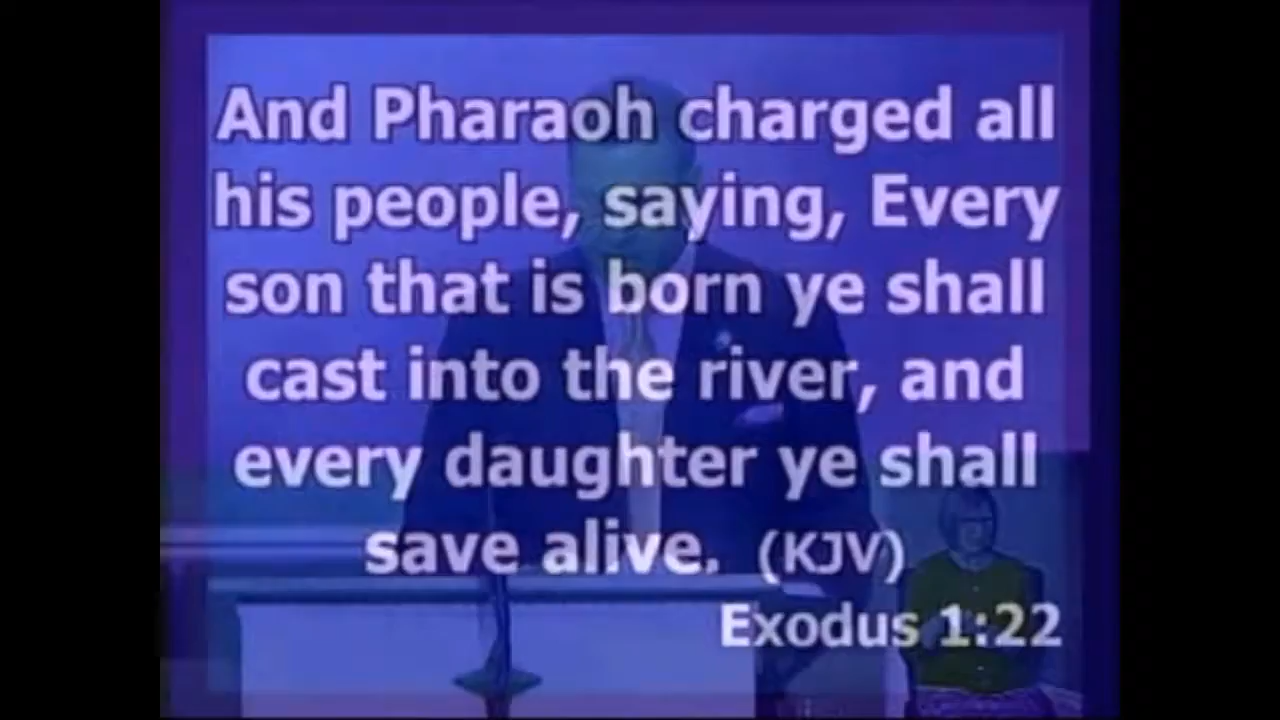 And Pharaoh charged all
his people, saying, Every
son that is born ye shall
cast into the river, and
every daughter ye shall
save alive. (KJV)
Exodus 1:22